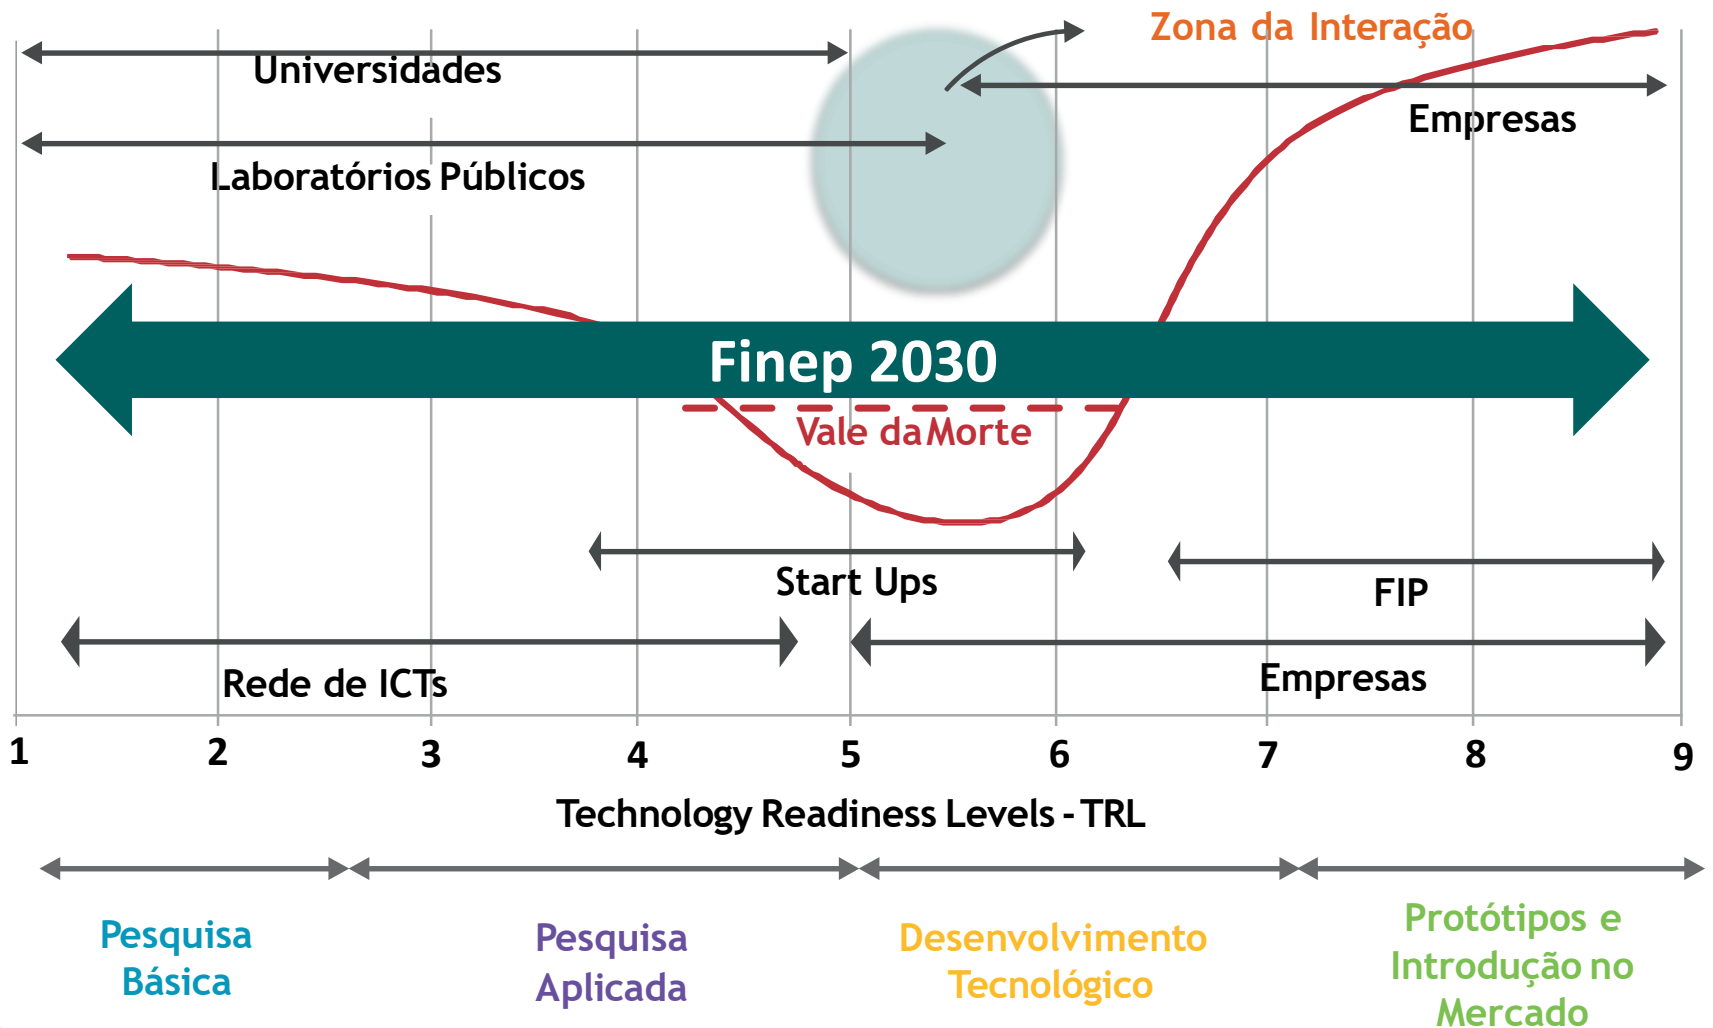 Zona da Interação
Universidades
Empresas
Laboratórios Públicos
Finep 2030
Vale da Morte
Start Ups
FIP
Rede de ICTs
Empresas
1 2 3 4 5 6 7 8 9
Technology Readiness Levels - TRL
Pesquisa
Básica
Pesquisa
Aplicada
Desenvolvimento
Tecnológico
Protótipos e
Introdução no
Mercado